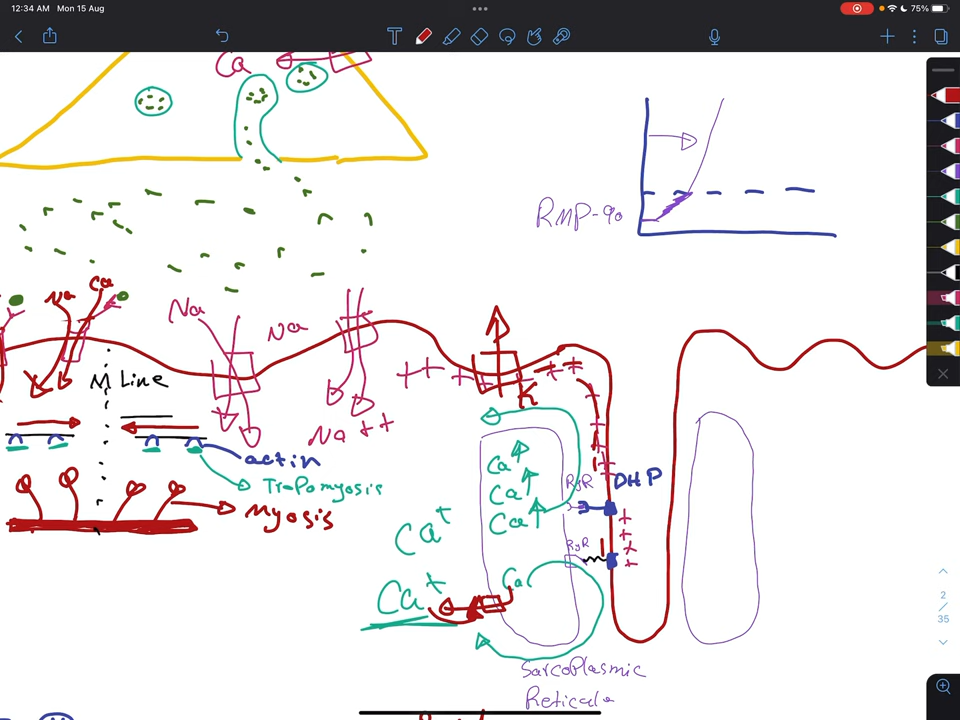 12:34 AM Mon 15 Aug
75%
T
Ca
RMP-90
Na
Ca
Na
Na
M Line
K
Na ++
actin
Tropomyosis
Myosis
Ca
Ca
Ca
RyR
DHP
RyR
Ca+
Ca+
Ca
Sarcoplasmic
Reticulo
2
/
35